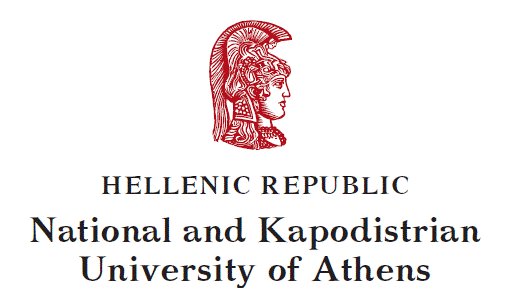 HELLENIC REPUBLIC
National and Kapodistrian
University of Athens